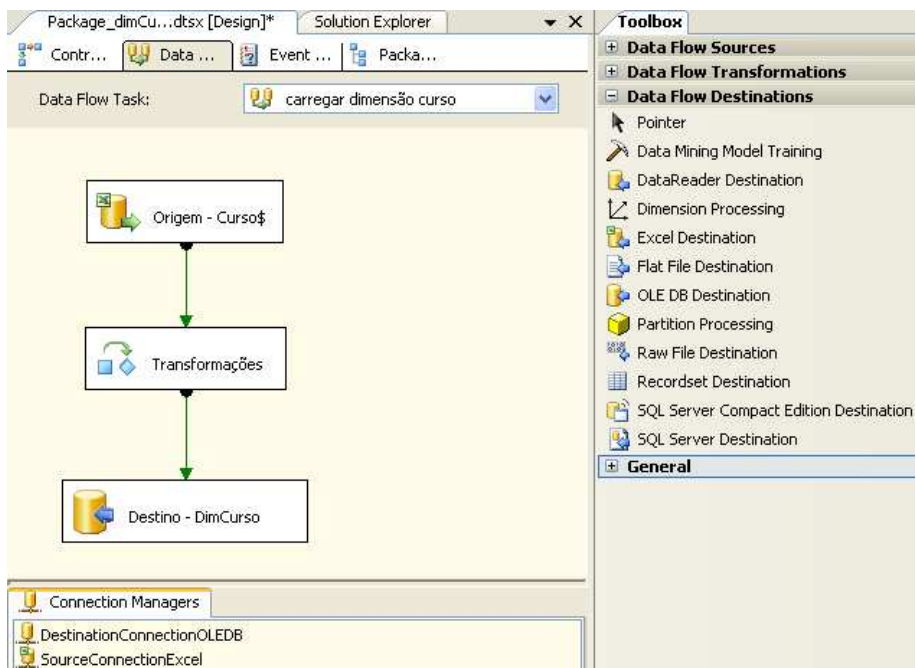 Package_dimCu...dtsx [Design]*
Solution Explorer
Contr...
Data ...
Event ...
Packa...
Data Flow Task:
carregar dimensão curso
Origem - Curso$
Transformações
Destino - DimCurso
Connection Managers
DestinationConnectionOLEDB
SourceConnectionExcel
Toolbox
Data Flow Sources
Data Flow Transformations
Data Flow Destinations
Pointer
Data Mining Model Training
DataReader Destination
Dimension Processing
Excel Destination
Flat File Destination
OLE DB Destination
Partition Processing
Raw File Destination
Recordset Destination
SQL Server Compact Edition Destination
SQL Server Destination
General